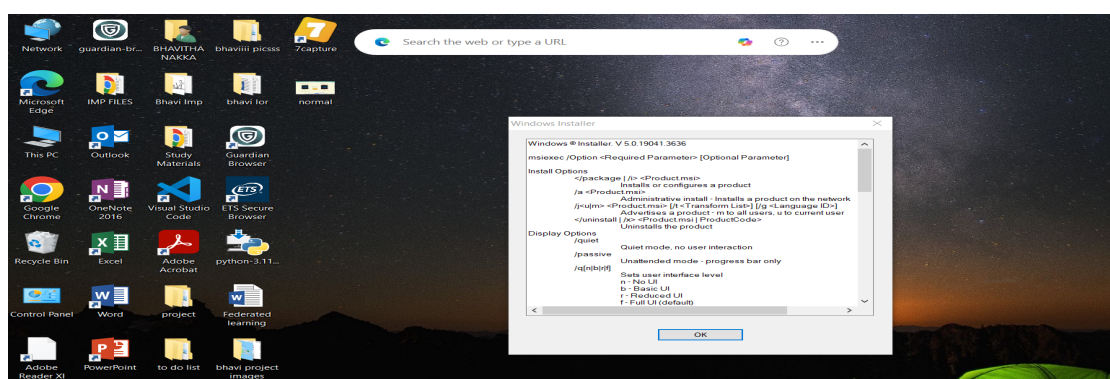 Network
guardian-br...
BHAVITHA
NAKKA
bhaviiii picsss
7capture
Search the web or type a URL
Microsoft
Edge
IMP FILES
Bhavi Imp
bhavi lor
normal
This PC
Outlook
Study
Materials
Guardian
Browser
Google
Chrome
OneNote
2016
Visual Studio
Code
ETS Secure
Browser
Recycle Bin
Excel
Adobe
Acrobat
python-3.11...
Control Panel
Word
project
Federated
learning
Adobe
Reader XI
PowerPoint
to do list
bhavi project
images
Windows Installer
Windows ® Installer. V 5.0.19041.3636
msiexec /Option <Required Parameter> [Optional Parameter]
Install Options
</package | /i> <Product.msi>
Installs or configures a product
/a <Product.msi>
Administrative install - Installs a product on the network
/j<u|m> <Product.msi> [/t <Transform List>] [/g <Language ID>]
Advertises a product - m to all users, u to current user
</uninstall | /x> <Product.msi | ProductCode>
Uninstalls the product
Display Options
/quiet
Quiet mode, no user interaction
/passive
Unattended mode - progress bar only
/q[n|b|r|f]
Sets user interface level
n - No UI
b - Basic UI
r - Reduced UI
f - Full UI (default)
OK